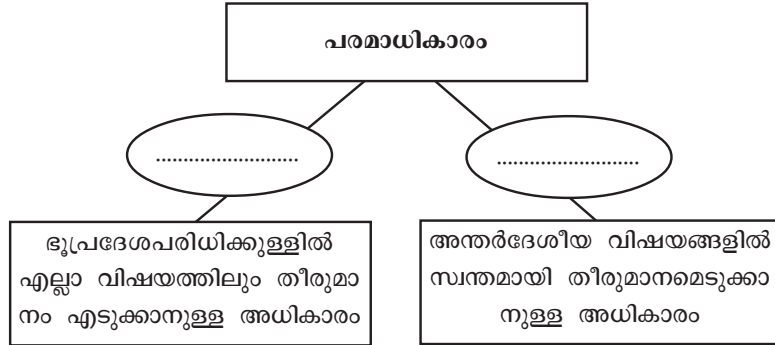 പരമാധികാരം
..........................
..........................
ഭൂപ്രദേശപരിധിക്കുള്ളിൽ
എല്ലാ വിഷയത്തിലും തീരുമാ
നം എടുക്കാനുള്ള അധികാരം
അന്തർദേശീയ വിഷയങ്ങളിൽ
സ്വന്തമായി തീരുമാനമെടുക്കാ
നുള്ള അധികാരം